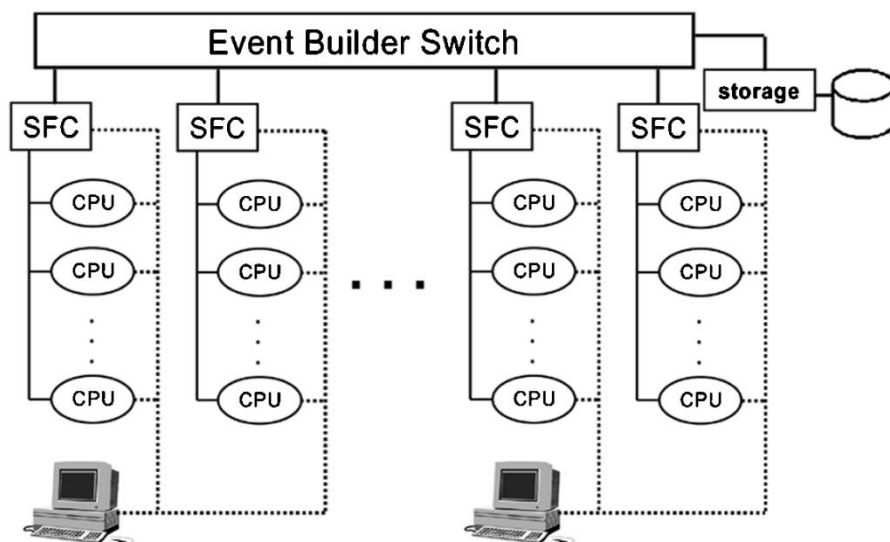 Event Builder Switch
storage
SFC SFC SFC SFC
CPU CPU CPU CPU
CPU CPU CPU CPU
CPU CPU CPU CPU